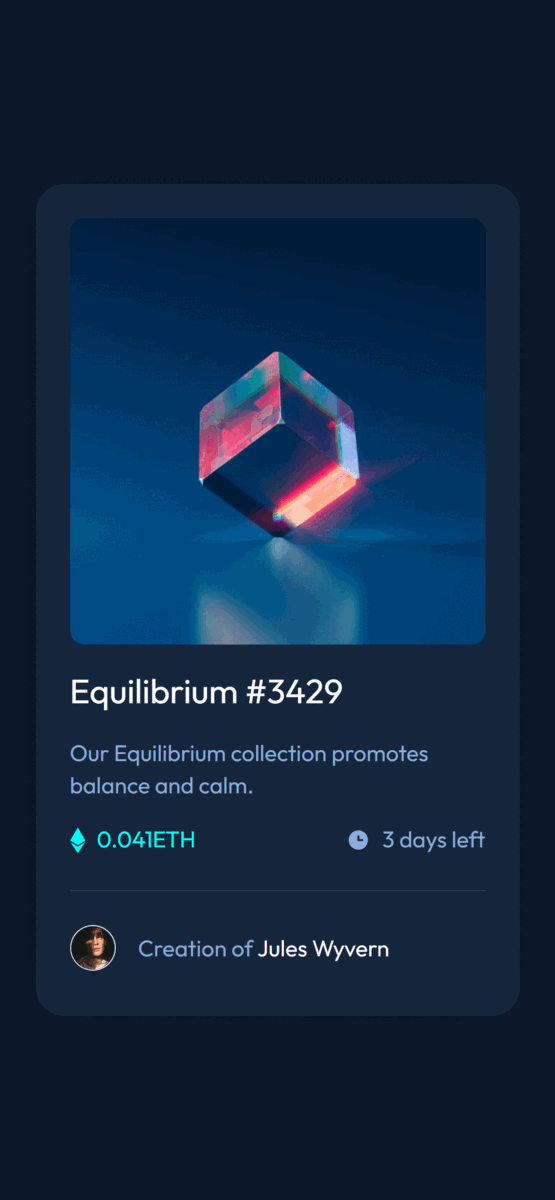 Equilibrium #3429
Our Equilibrium collection promotes
balance and calm.
0.041ETH
3 days left
Creation of Jules Wyvern